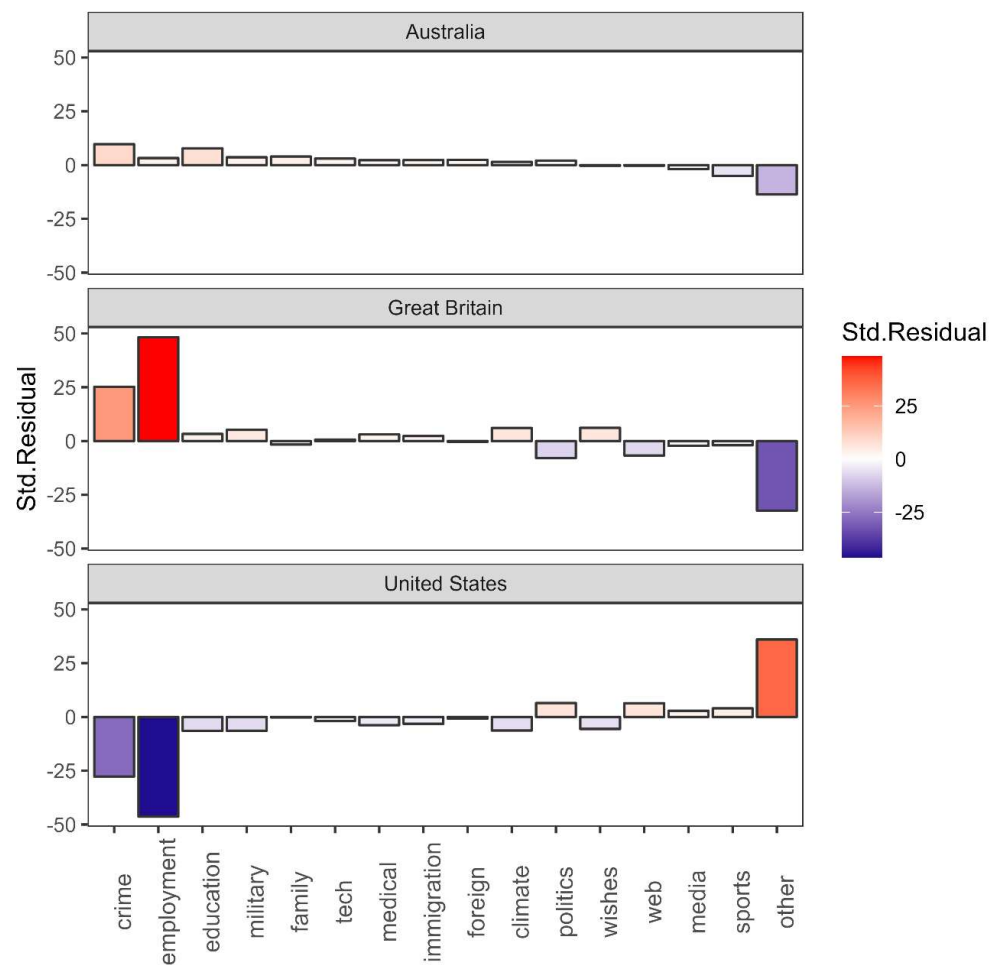 Australia
50
25
0
-25
-50
Great Britain
50
25
0
-25
-50
United States
50
25
0
-25
-50
Std.Residual
crime
employment
education
military
family
tech
medical
immigration
foreign
climate
politics
wishes
web
media
sports
other
Std.Residual
25
0
-25